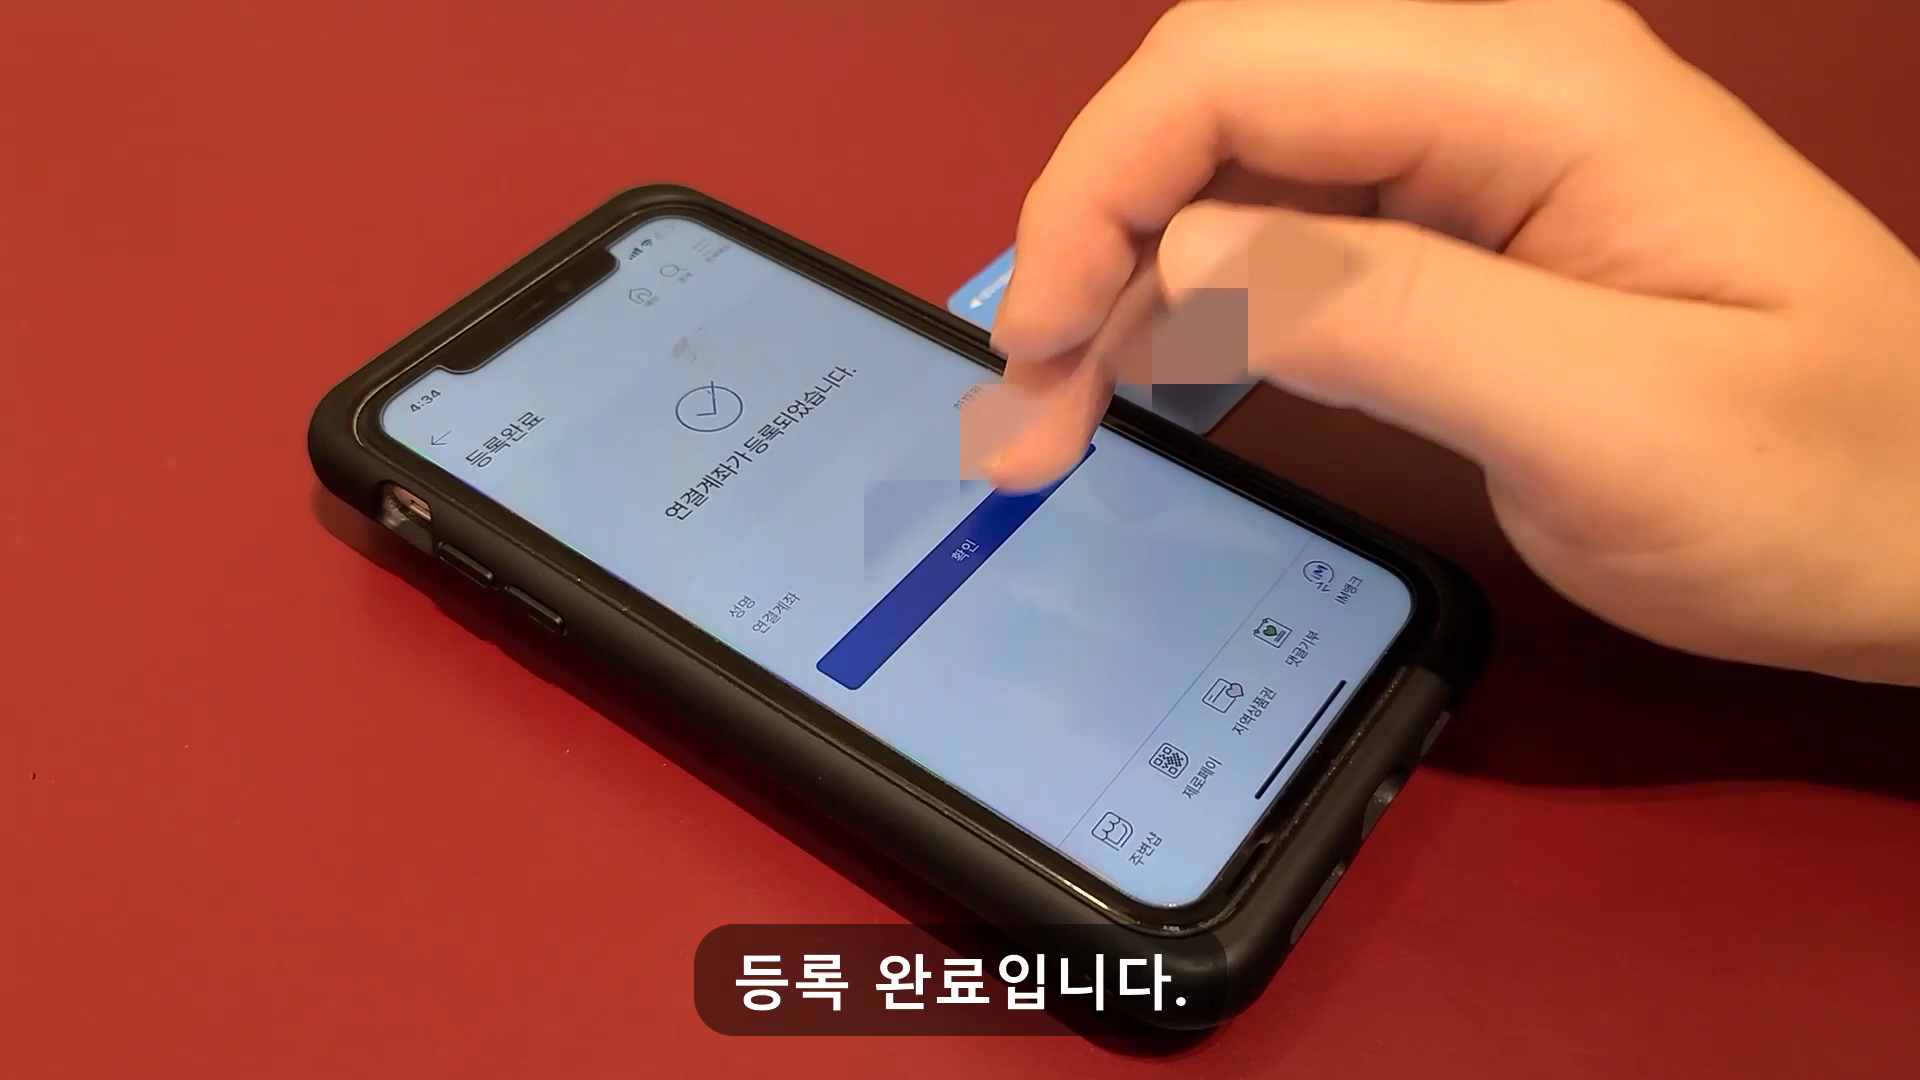 4:34
등록완료
연결계좌가 등록되었습니다.
성명
연결계좌
확인
주변샵
제로페이
지역상품권
댓글기부
iM뱅크
등록 완료입니다.